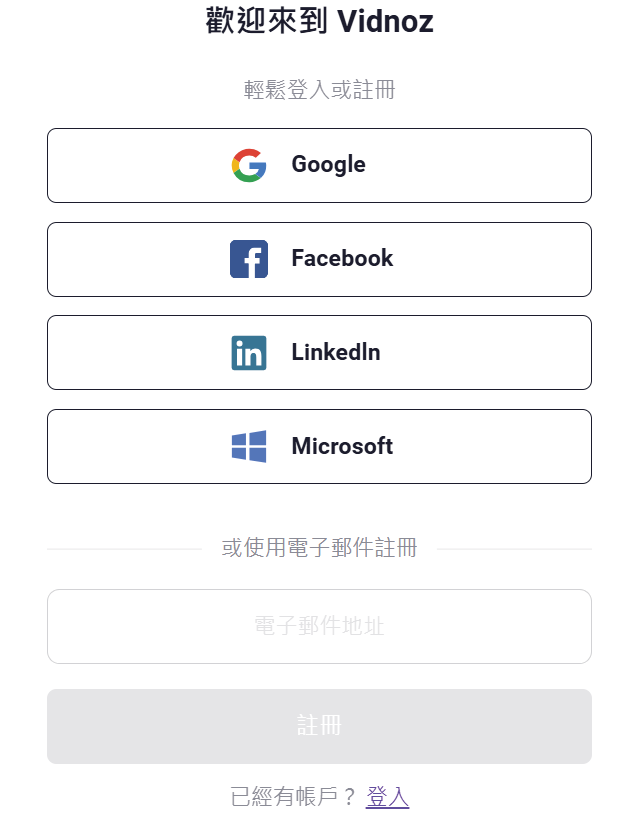 歡迎來到 Vidnoz
輕鬆登入或註冊
Google
Facebook
LinkedIn
Microsoft
或使用電子郵件註冊
電子郵件地址
註冊
已經有帳戶？ 登入